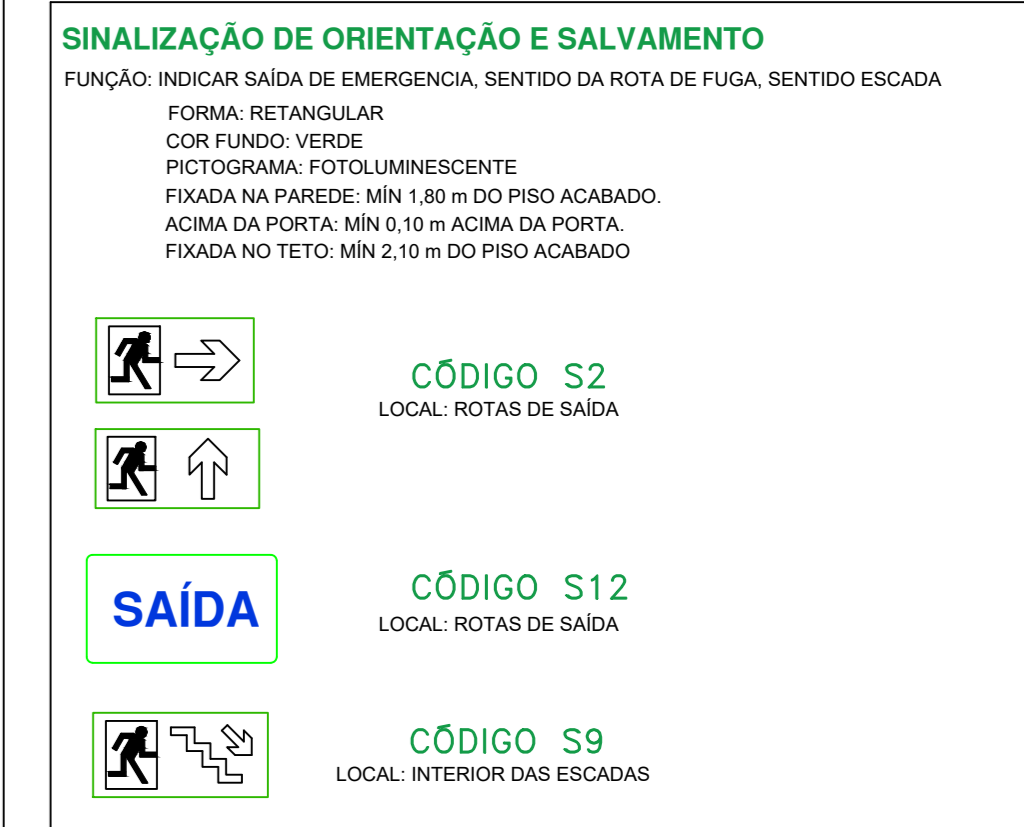 SINALIZAÇÃO DE ORIENTAÇÃO E SALVAMENTO
FUNÇÃO: INDICAR SAÍDA DE EMERGENCIA, SENTIDO DA ROTA DE FUGA, SENTIDO ESCADA
FORMA: RETANGULAR
COR FUNDO: VERDE
PICTOGRAMA: FOTOLUMINESCENTE
FIXADA NA PAREDE: MÍN 1,80 m DO PISO ACABADO.
ACIMA DA PORTA: MÍN 0,10 m ACIMA DA PORTA.
FIXADA NO TETO: MÍN 2,10 m DO PISO ACABADO
CÓDIGO S2
LOCAL: ROTAS DE SAÍDA
SAÍDA
CÓDIGO S12
LOCAL: ROTAS DE SAÍDA
CÓDIGO S9
LOCAL: INTERIOR DAS ESCADAS